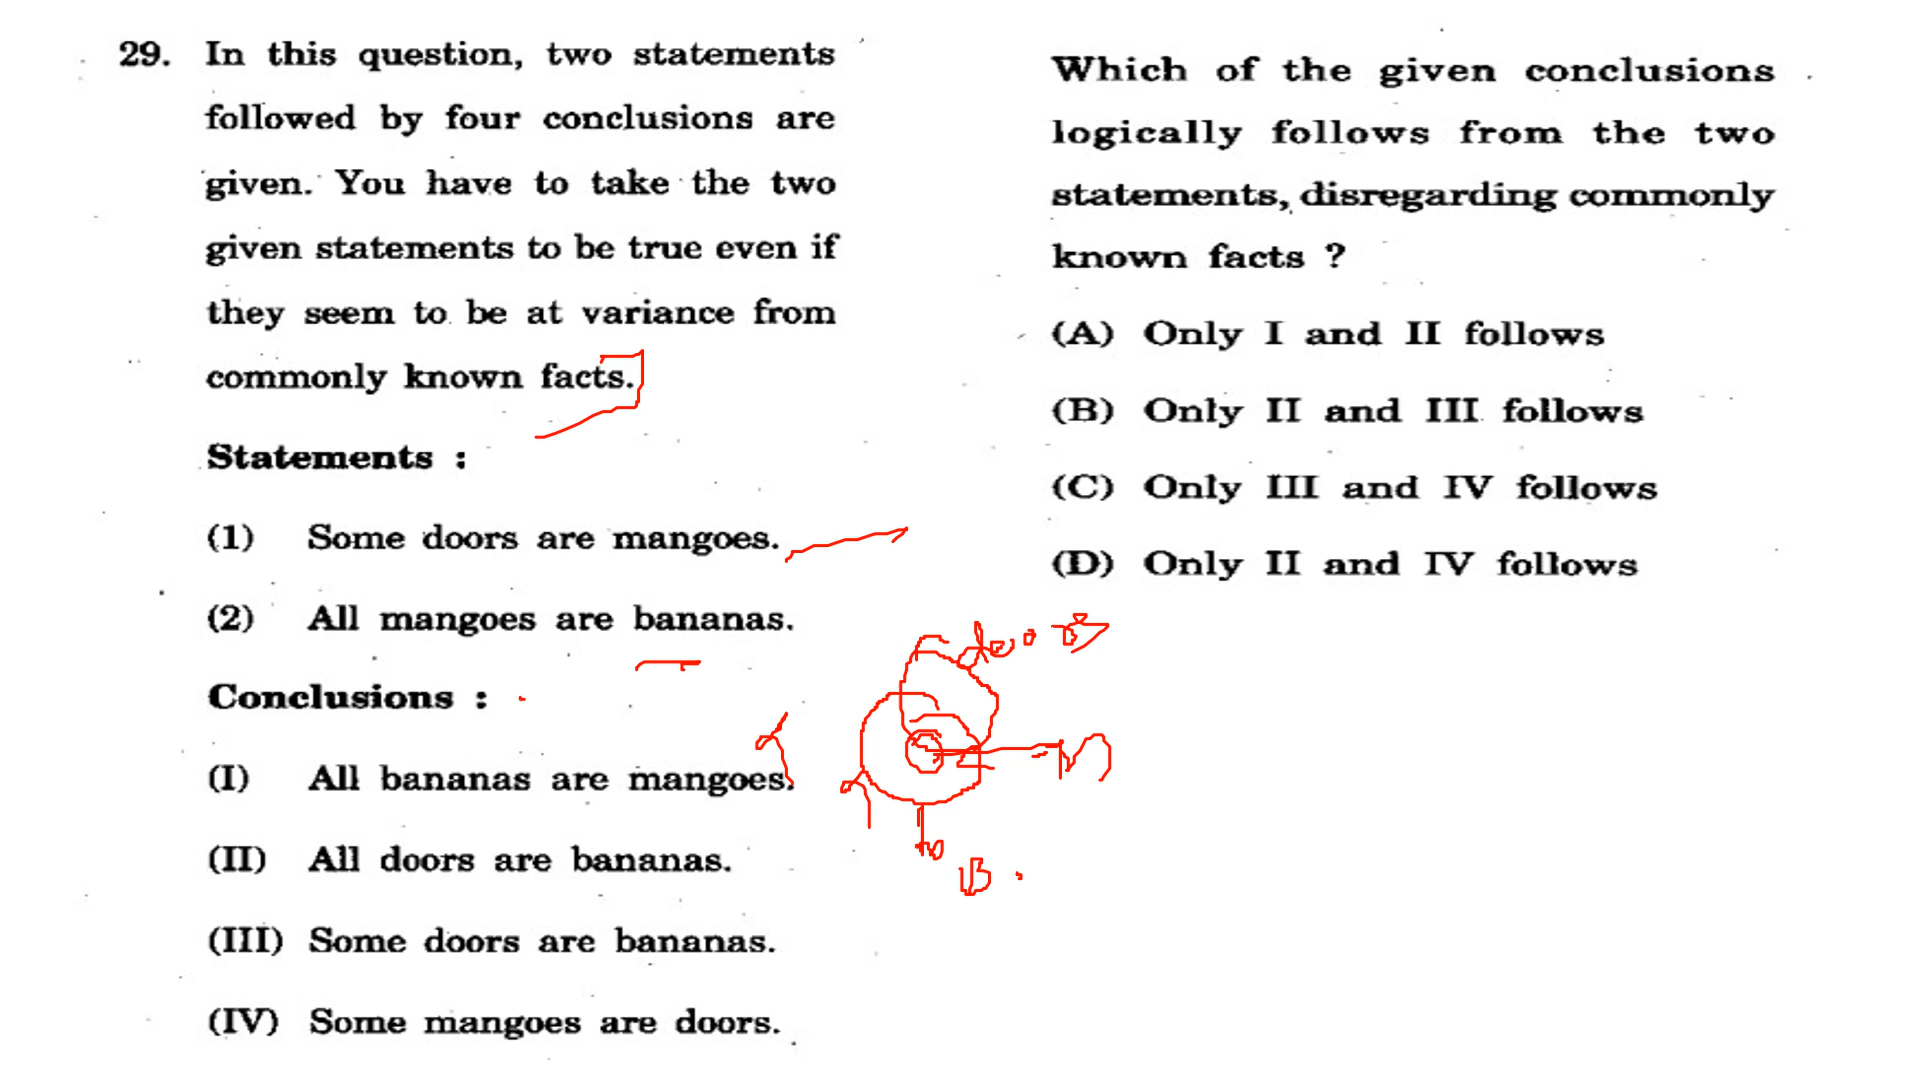 29. In this question, two statements
followed by four conclusions are
given. You have to take the two
given statements to be true even if
they seem to be at variance from
commonly known facts.
Statements :
(1) Some doors are mangoes.
(2) All mangoes are bananas.
Conclusions :
(I) All bananas are mangoes.
(II) All doors are bananas.
(III) Some doors are bananas.
(IV) Some mangoes are doors.
Which of the given conclusions
logically follows from the two
statements, disregarding commonly
known facts ?
(A) Only I and II follows
(B) Only II and III follows
(C) Only III and IV follows
(D) Only II and IV follows
M
B